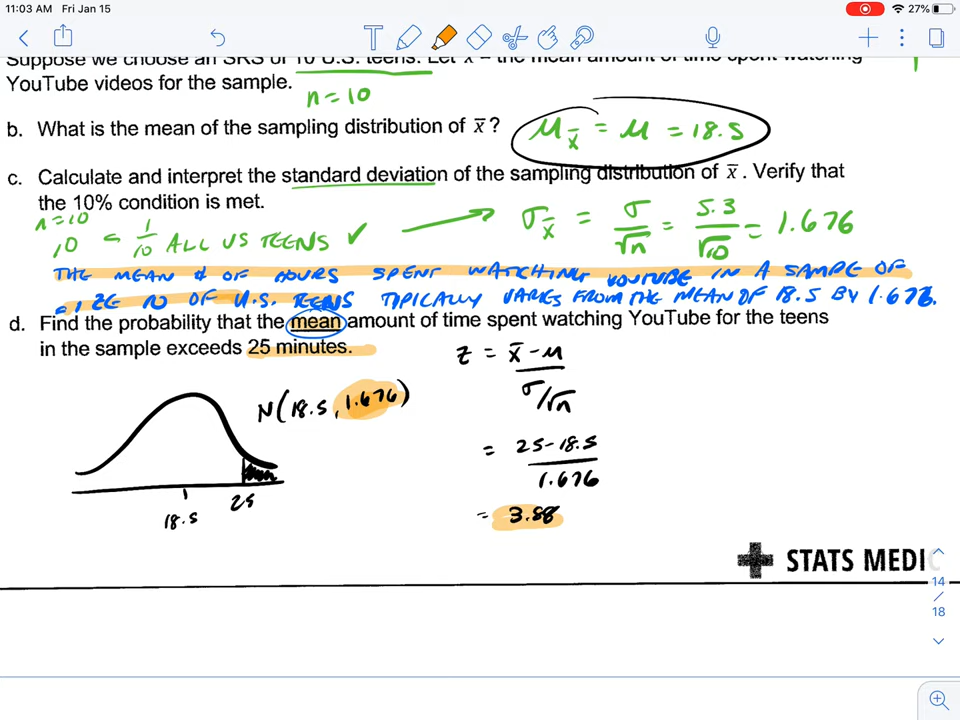 11:03 AM Fri Jan 15 27%
Suppose we choose an SRS of 10 U.S. teens. Let x̄ = the mean amount of time spent watching
YouTube videos for the sample.
n = 10
b. What is the mean of the sampling distribution of x̄ ?
μx̄ = μ = 18.5
c. Calculate and interpret the standard deviation of the sampling distribution of x̄ . Verify that
the 10% condition is met.
n = 10
10 ≤ 1/10 ALL US TEENS ✓
σx̄ = σ/√n = 5.3/√10 = 1.676
THE MEAN # OF HOURS SPENT WATCHING YOUTUBE IN A SAMPLE OF
SIZE 10 OF U.S. TEENS TYPICALLY VARIES FROM THE MEAN OF 18.5 BY 1.676.
d. Find the probability that the mean amount of time spent watching YouTube for the teens
in the sample exceeds 25 minutes.
z = x̄ - μ / σ/√n
N(18.5, 1.676)
= 25-18.5 / 1.676
18.5 25
= 3.88
STATS MEDIC
14
/
18